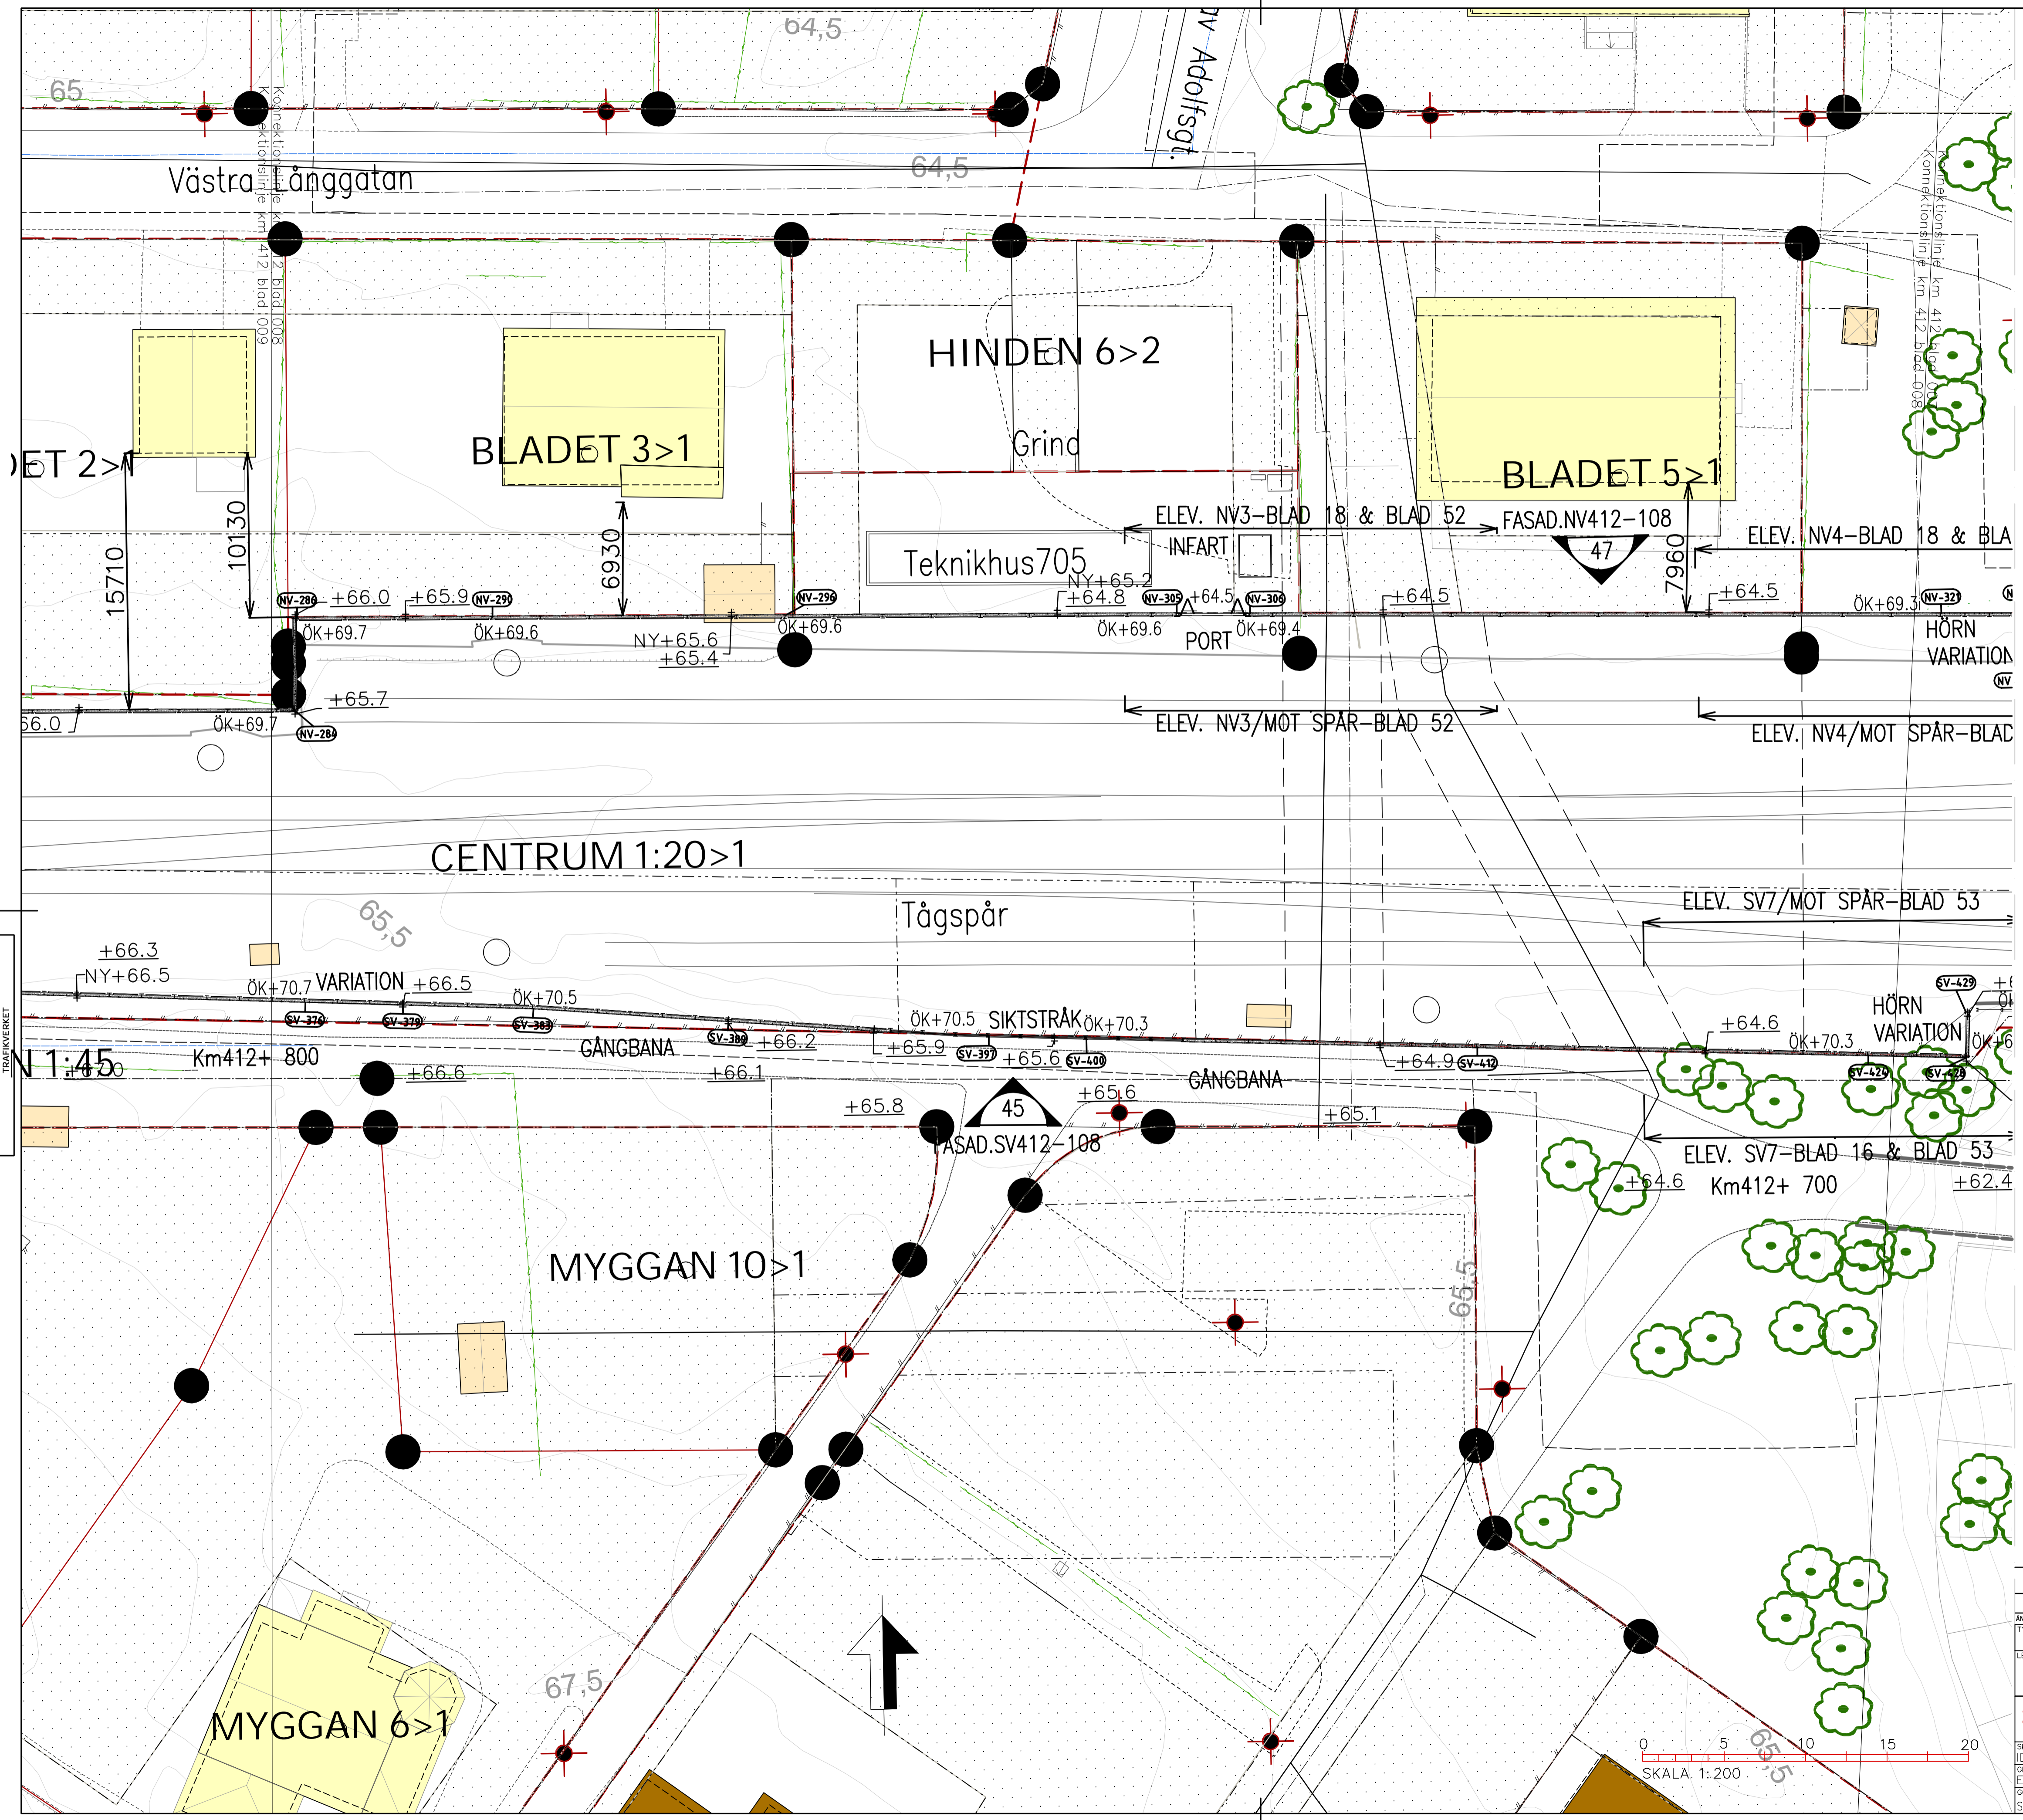 64,5
65
Adolfsgt.
Västra Långgatan
64,5
Konnektionslinje km 412 blad 008
Konnektionslinje km 412 blad 009
Konnektionslinje km 412 blad 008
HINDEN 6>2
BLADET 3>1
BLADET 5>1
Grind
10130
15710
6930
7960
ELEV. NV3-BLAD 18 & BLAD 52
INFART
FASAD.NV412-108
47
ELEV. NV4-BLAD 18 & BLA
Teknikhus705
NY+65.2
+64.8
NV-286
+66.0
+65.9
NV-290
NV-296
NV-305
+64.5
NV-306
+64.5
+64.5
NV-321
ÖK+69.3
ÖK+69.7
ÖK+69.6
NY+65.6
+65.4
ÖK+69.6
ÖK+69.6
ÖK+69.4
PORT
HÖRN
VARIATION
+65.7
ÖK+69.7
NV-284
66.0
ELEV. NV3/MOT SPÅR-BLAD 52
ELEV. NV4/MOT SPÅR-BLAD
CENTRUM 1:20>1
65,5
Tågspår
ELEV. SV7/MOT SPÅR-BLAD 53
+66.3
NY+66.5
ÖK+70.7
VARIATION
+66.5
ÖK+70.5
SV-376
SV-379
SV-383
SV-389
+66.2
ÖK+70.5
SIKTSTRÅK
ÖK+70.3
+65.9
SV-397
+65.6
SV-400
+64.9
SV-412
+64.6
ÖK+70.3
HÖRN
VARIATION
SV-429
SV-424
SV-428
TRAFIKVERKET
N 1:45
Km412+ 800
GÅNGBANA
+66.6
+66.1
GÅNGBANA
+65.8
45
FASAD.SV412-108
+65.6
+65.1
ELEV. SV7-BLAD 16 & BLAD 53
+64.6
Km412+ 700
+62.4
MYGGAN 10>1
65,5
67,5
MYGGAN 6>1
65,5
0 5 10 15 20
SKALA 1:200